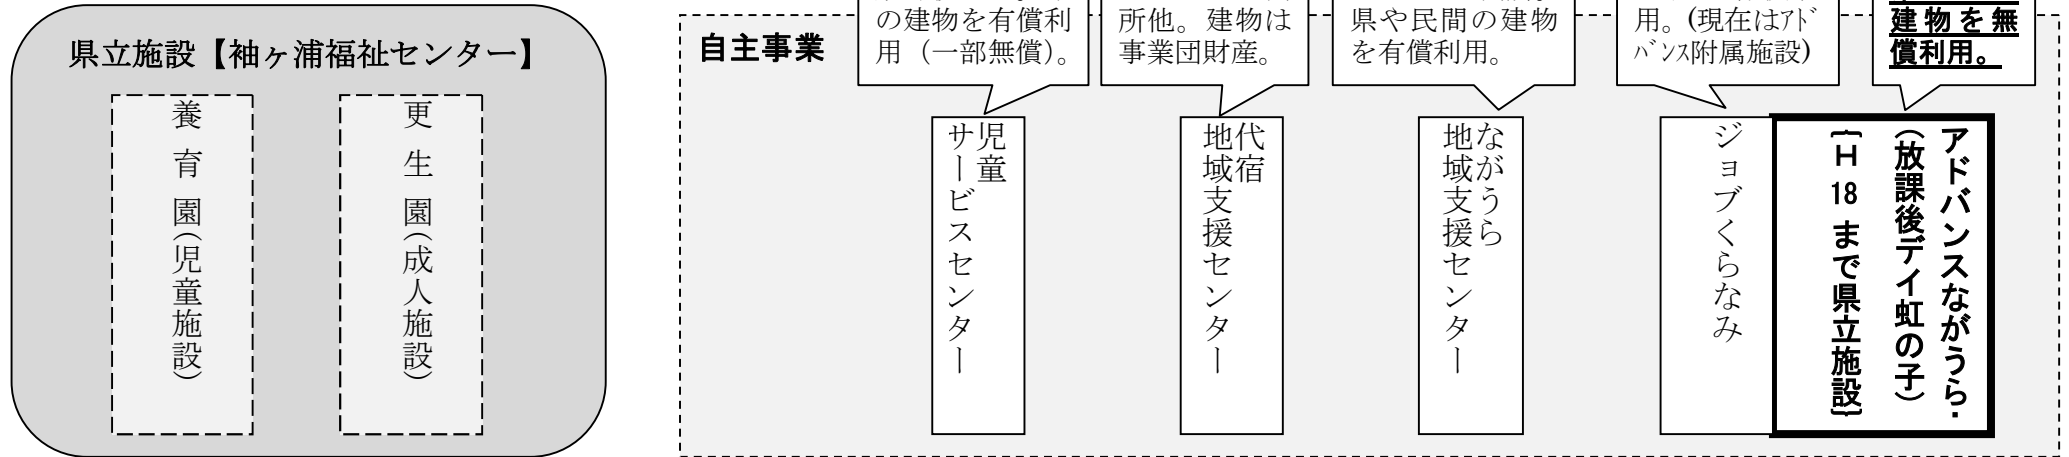 県立施設【袖ヶ浦福祉センター】
養育園(児童施設)
更生園(成人施設)
自主事業
の建物を有償利
用（一部無償）。
所他。建物は
事業団財産。
県や民間の建物
を有償利用。
用。(現在はｱﾄﾞ
ﾊﾞﾝｽ附属施設)
建物を無
償利用。
児童
サービスセンター
代宿
地域支援センター
ながうら
地域支援センター
ジョブくらなみ
アドバンスながうら・
（放課後デイ虹の子）
{Ｈ18まで県立施設}